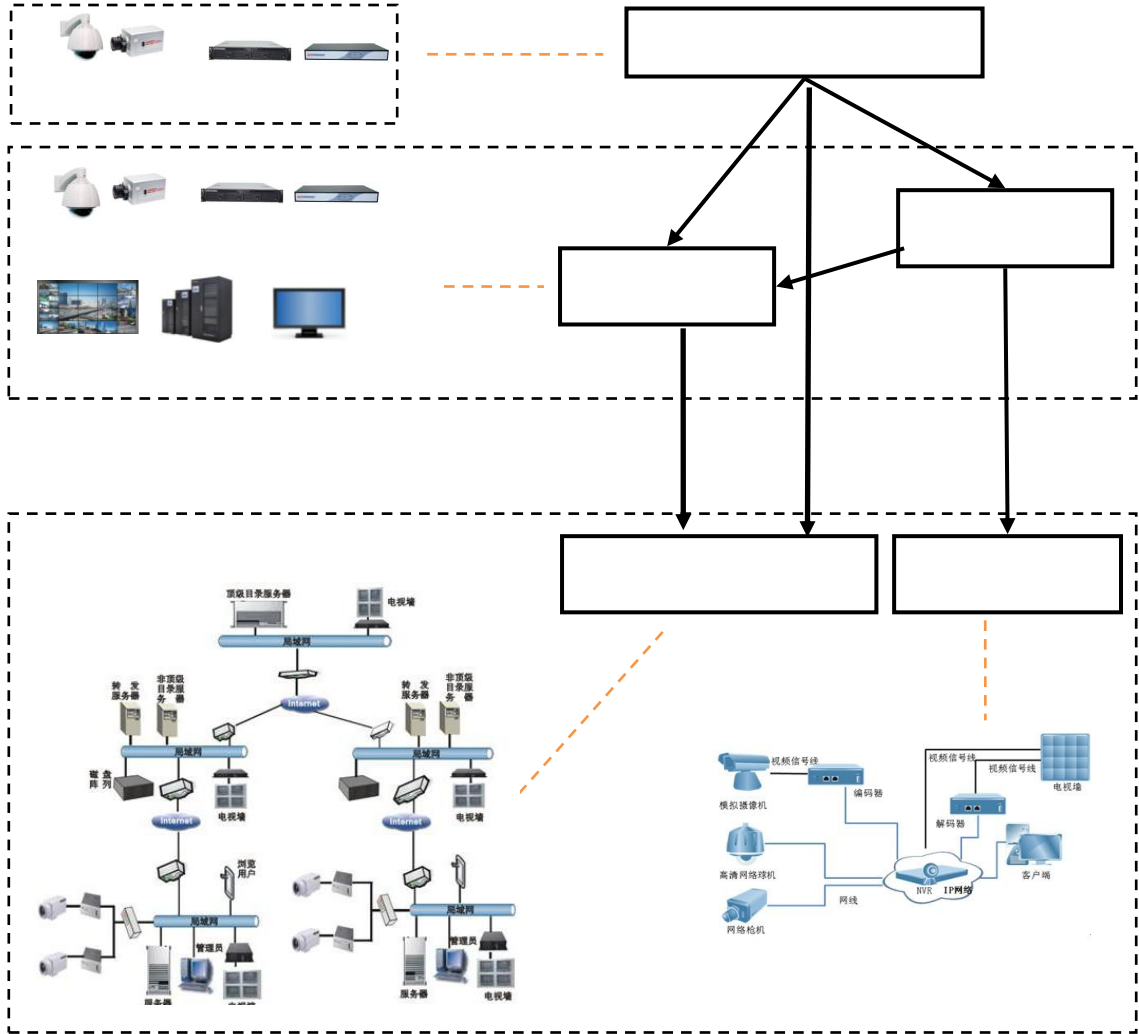 顶级目录服务器
电视墙
局域网
Internet
转 发
服务器
非顶级
目录服
务 器
转 发
服务器
非顶级
目录服
务 器
局域网
局域网
磁 盘
阵 列
电视墙
电视墙
Internet
Internet
浏览
用户
局域网
局域网
管理员
管理员
服务器
电视墙
服务器
电视墙
视频信号线
编码器
模拟摄像机
视频信号线
视频信号线
电视墙
解码器
高清网络球机
NVR IP网络
客户端
网线
网络枪机